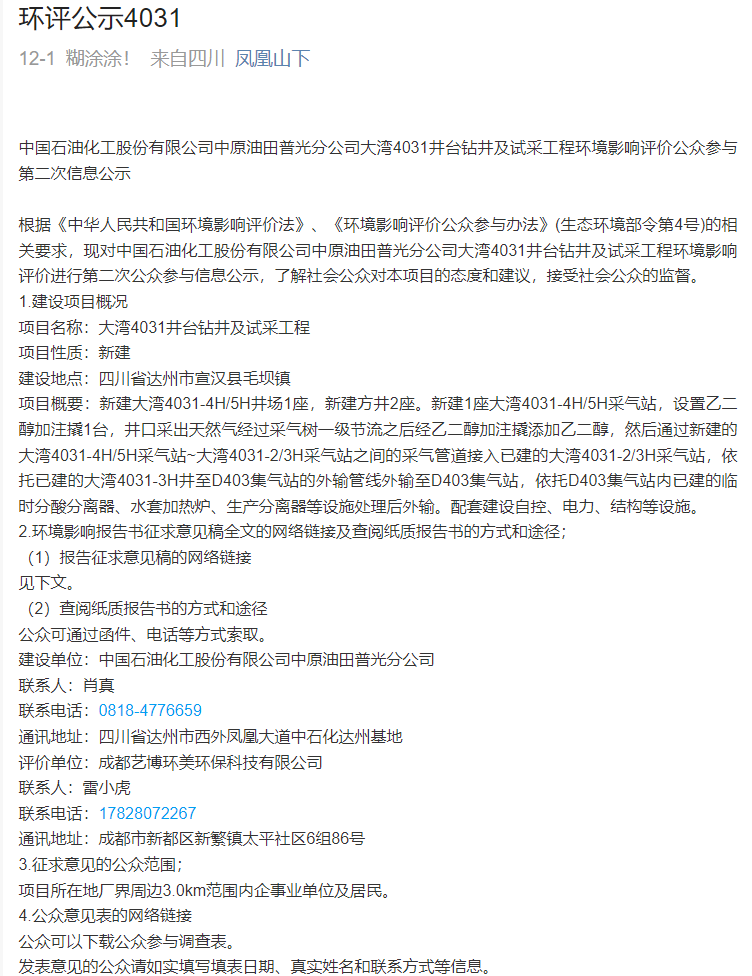 环评公示4031
12-1 糊涂涂! 来自四川 凤凰山下
中国石油化工股份有限公司中原油田普光分公司大湾4031井台钻井及试采工程环境影响评价公众参与
第二次信息公示
根据《中华人民共和国环境影响评价法》、《环境影响评价公众参与办法》(生态环境部令第4号)的相
关要求，现对中国石油化工股份有限公司中原油田普光分公司大湾4031井台钻井及试采工程环境影响
评价进行第二次公众参与信息公示，了解社会公众对本项目的态度和建议，接受社会公众的监督。
1.建设项目概况
项目名称：大湾4031井台钻井及试采工程
项目性质：新建
建设地点：四川省达州市宣汉县毛坝镇
项目概要：新建大湾4031-4H/5H井场1座，新建方井2座。新建1座大湾4031-4H/5H采气站，设置乙二
醇加注撬1台，井口采出天然气经过采气树一级节流之后经乙二醇加注撬添加乙二醇，然后通过新建的
大湾4031-4H/5H采气站~大湾4031-2/3H采气站之间的采气管道接入已建的大湾4031-2/3H采气站，依
托已建的大湾4031-3H井至D403集气站的外输管线外输至D403集气站，依托D403集气站内已建的临
时分酸分离器、水套加热炉、生产分离器等设施处理后外输。配套建设自控、电力、结构等设施。
2.环境影响报告书征求意见稿全文的网络链接及查阅纸质报告书的方式和途径；
（1）报告征求意见稿的网络链接
见下文。
（2）查阅纸质报告书的方式和途径
公众可通过函件、电话等方式索取。
建设单位：中国石油化工股份有限公司中原油田普光分公司
联系人：肖真
联系电话：0818-4776659
通讯地址：四川省达州市西外凤凰大道中石化达州基地
评价单位：成都艺博环美环保科技有限公司
联系人：雷小虎
联系电话：17828072267
通讯地址：成都市新都区新繁镇太平社区6组86号
3.征求意见的公众范围；
项目所在地厂界周边3.0km范围内企事业单位及居民。
4.公众意见表的网络链接
公众可以下载公众参与调查表。
发表意见的公众请如实填写填表日期、真实姓名和联系方式等信息。